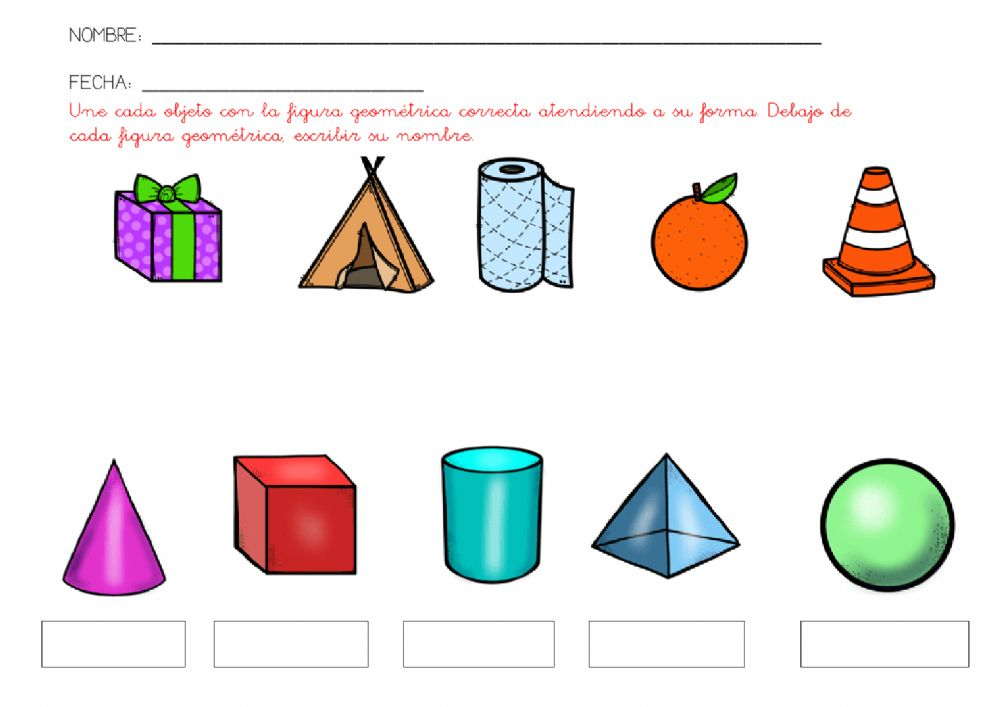 NOMBRE: ____________________________________________
FECHA: ____________________
Une cada objeto con la figura geométrica correcta atendiendo a su forma. Debajo de
cada figura geométrica, escribir su nombre.